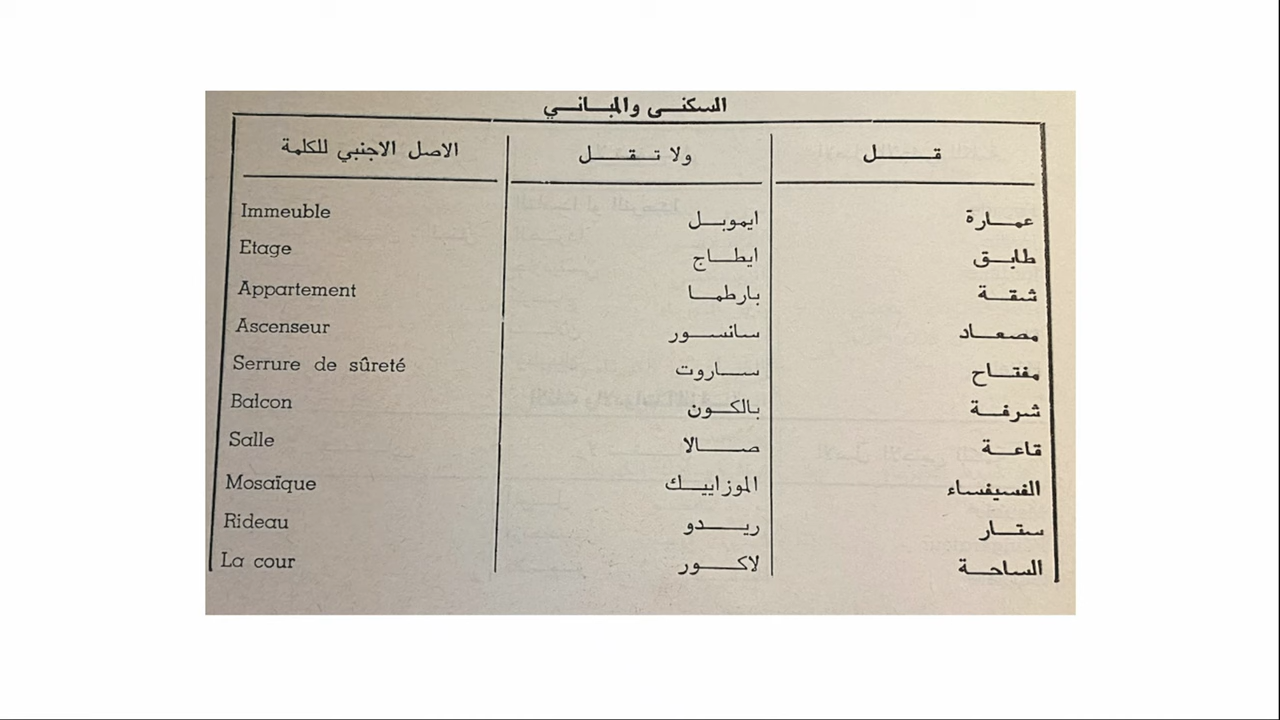 السكنى والمباني
قل ولا تقل الاصل الاجنبي للكلمة
عمارة ايموبل Immeuble
طابق ايطاج Etage
شقة بارطما Appartement
مصعاد سانسور Ascenseur
مفتاح ساروت Serrure de sûreté
شرفة بالكون Balcon
قاعة صالا Salle
الفسيفساء الموزاييك Mosaïque
ستار ريدو Rideau
الساحة لاكور La cour